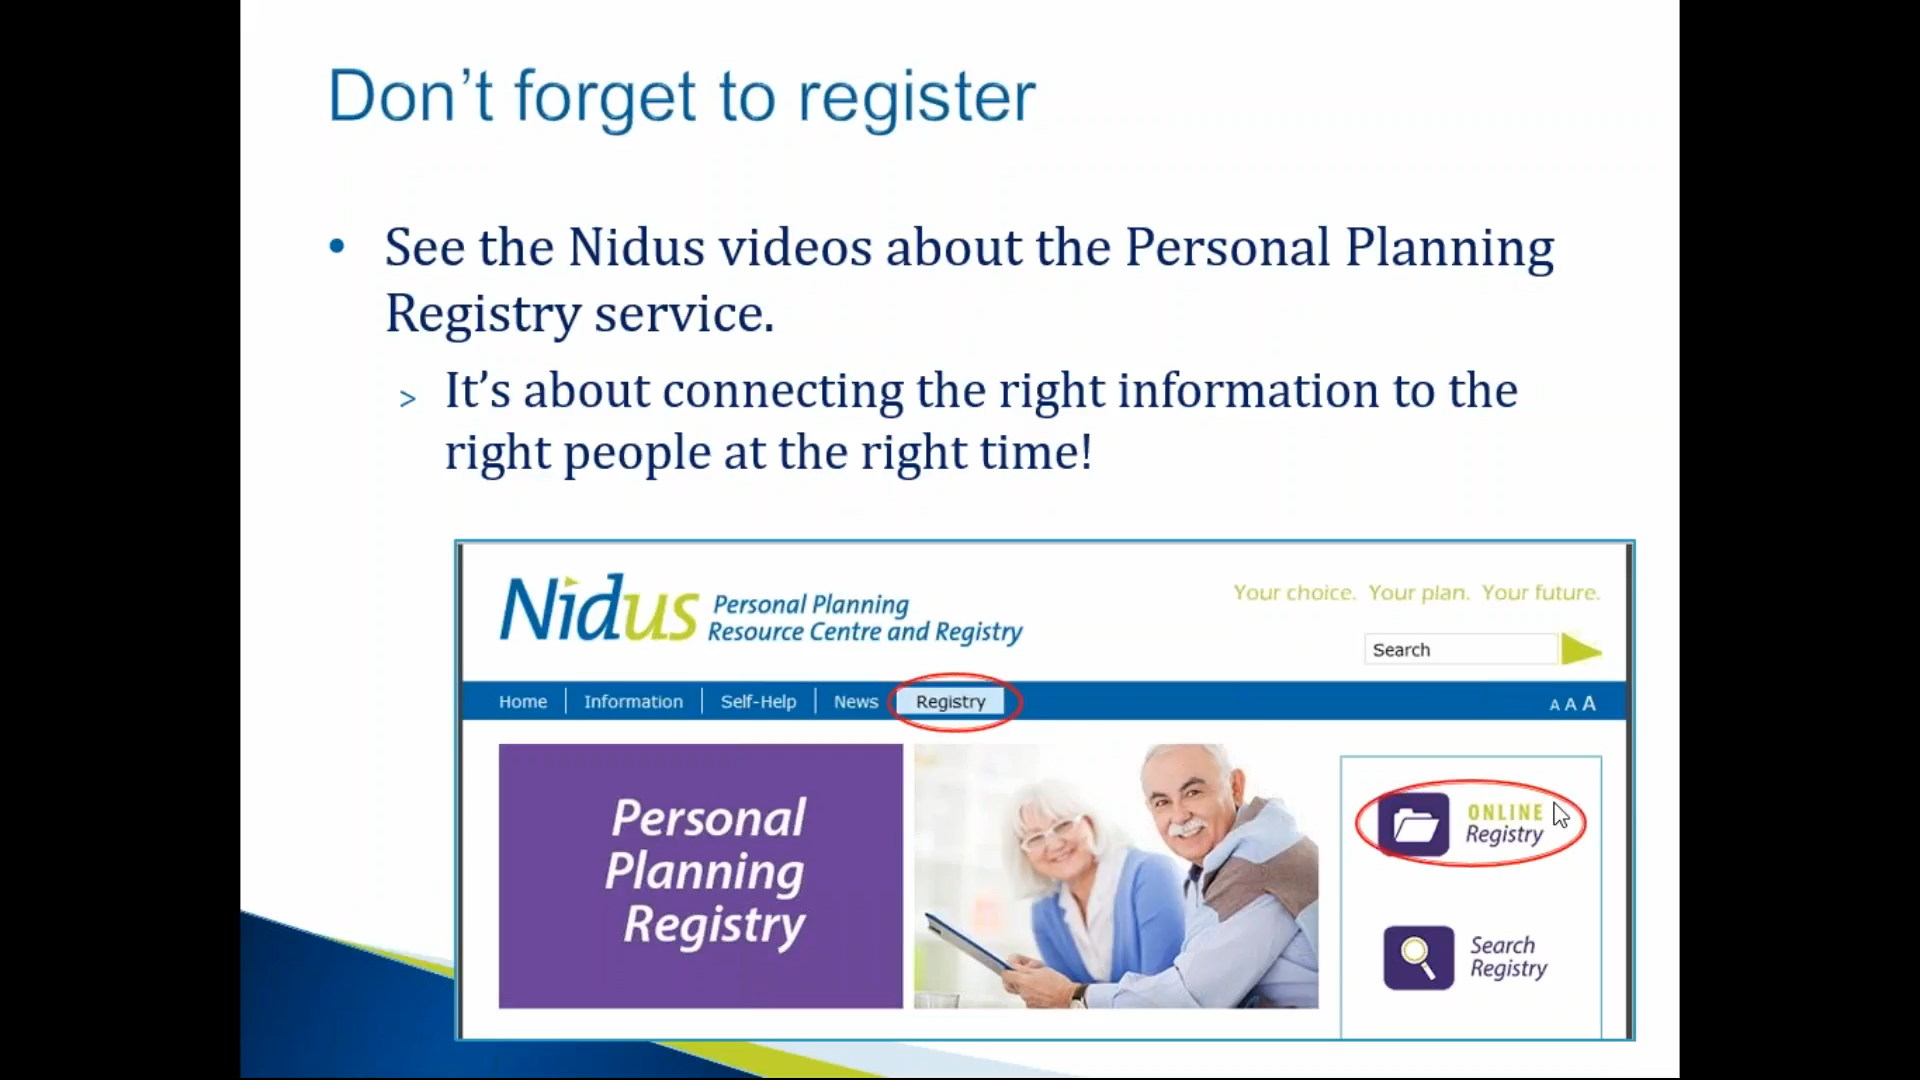 Don't forget to register
• See the Nidus videos about the Personal Planning
Registry service.
> It's about connecting the right information to the
right people at the right time!
Nidus Personal Planning
Resource Centre and Registry
Your choice. Your plan. Your future.
Search
Home | Information | Self-Help | News Registry
A A A
Personal
Planning
Registry
ONLINE
Registry
Search
Registry